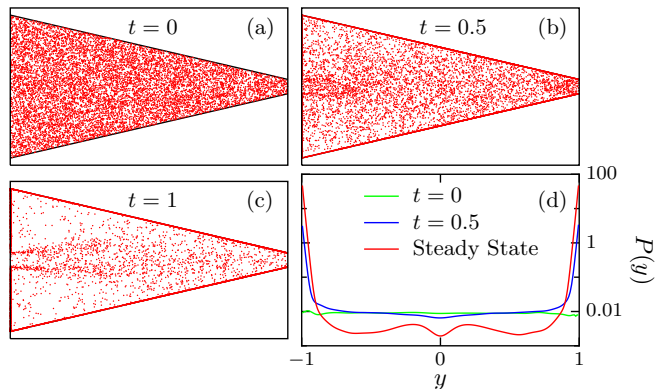 t = 0 (a)
t = 0.5 (b)
t = 1 (c)
(d)
t = 0
t = 0.5
Steady State
100
1
0.01
P(y)
−1 0 1
y